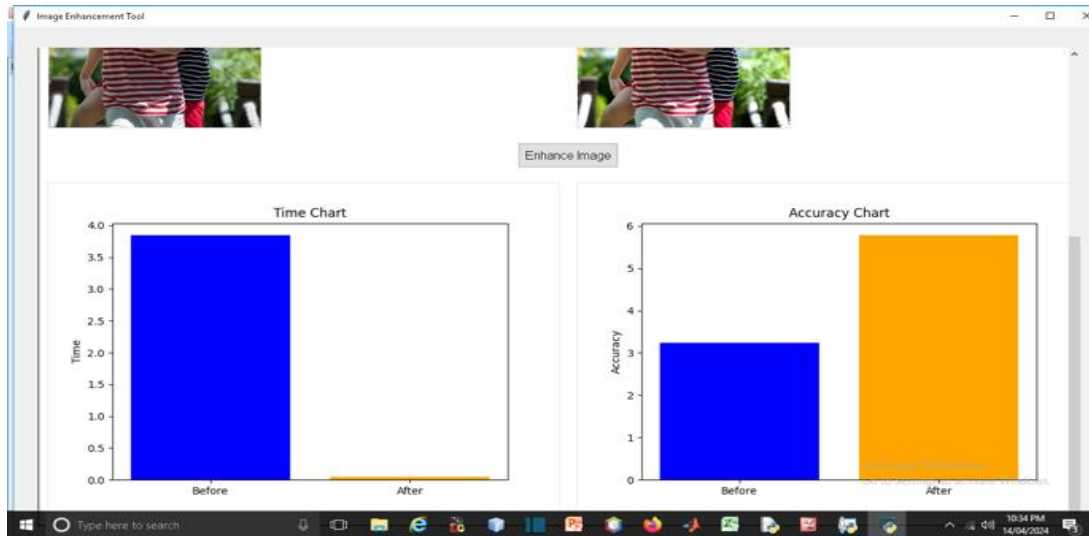 Image Enhancement Tool
Enhance Image
Time Chart
4.0
3.5
3.0
2.5
2.0
1.5
1.0
0.5
0.0
Time
Before After
Accuracy Chart
6
5
4
3
2
1
0
Accuracy
Before After
Type here to search
10:34 PM
14/04/2024